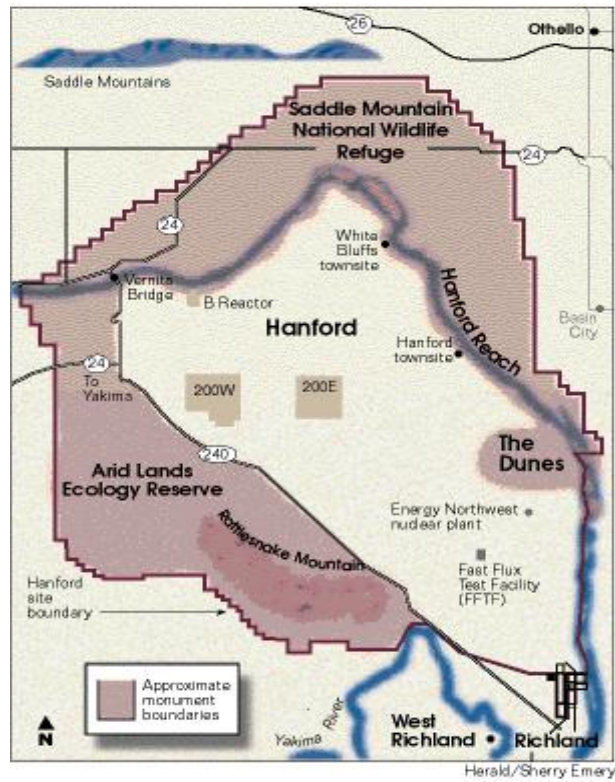 26
Othello
Saddle Mountains
Saddle Mountain
National Wildlife
Refuge
24
24
White
Bluffs
townsite
Vernita
Bridge
B Reactor
Hanford
Hanford Reach
Basin
City
Hanford
townsite
24
To
Yakima
200W
200E
The
Dunes
240
Arid Lands
Ecology Reserve
Energy Northwest
nuclear plant
Rattlesnake Mountain
Fast Flux
Test Facility
(FFTF)
Hanford
site
boundary
Approximate
monument
boundaries
N
Yakima River
West
Richland
Richland
Herald/Sherry Emery